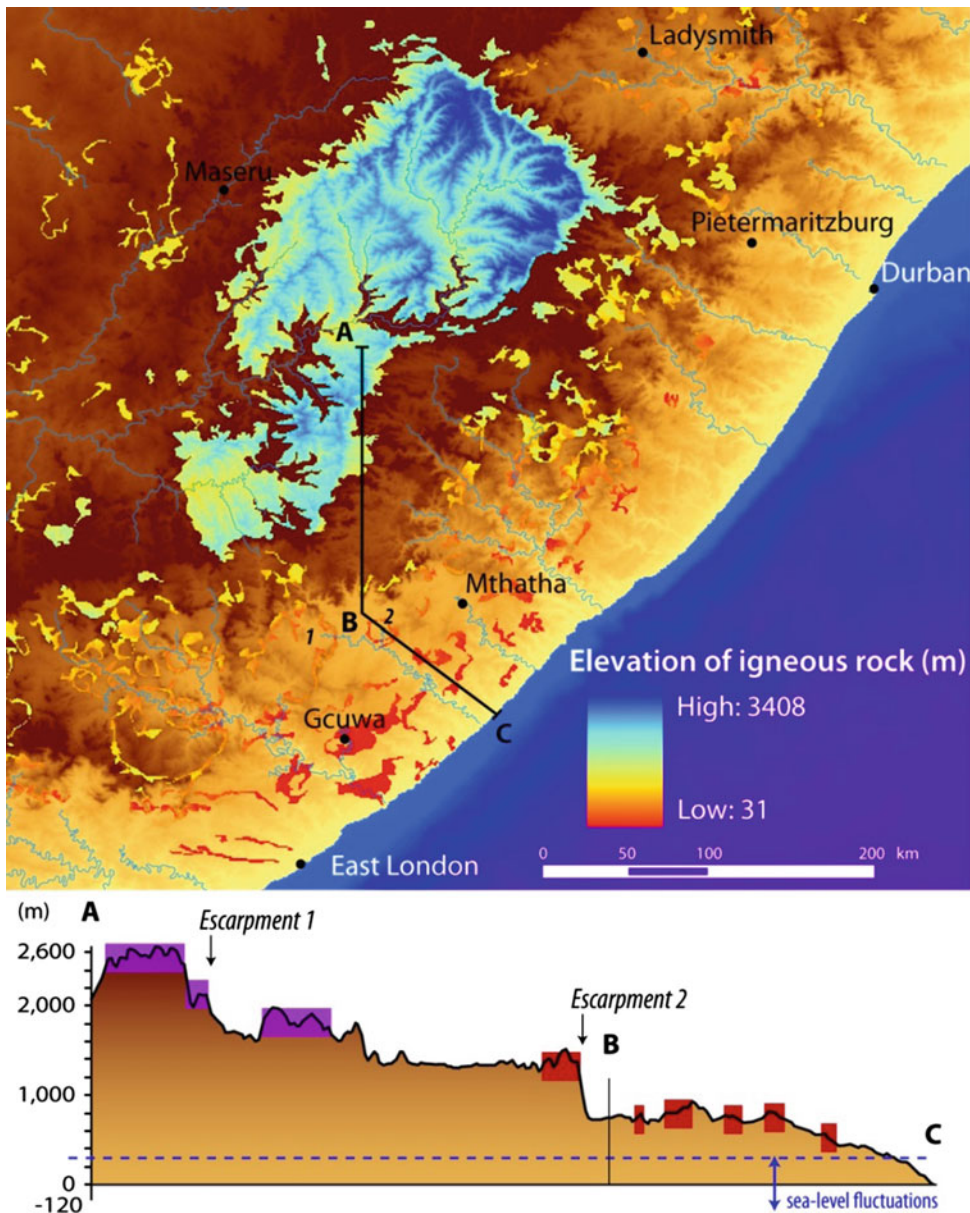 Ladysmith
Maseru
Pietermaritzburg
Durban
A
Mthatha
B
2
1
Elevation of igneous rock (m)
High: 3408
Gcuwa
C
Low: 31
East London
0 50 100 200 km
(m) A
Escarpment 1
2,600
2,000
Escarpment 2
B
1,000
C
0
-120
sea-level fluctuations